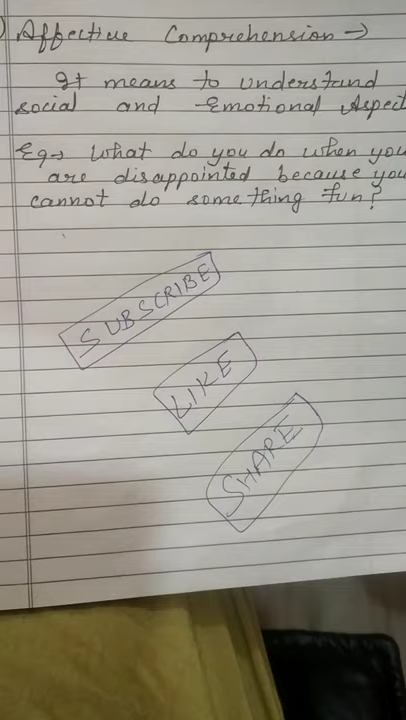 ) Affective Comprehension →
It means to understand
social and Emotional Aspect
Eg→ What do you do when you
are disappointed because you
cannot do something fun?
SUBSCRIBE
LIKE
SHARE